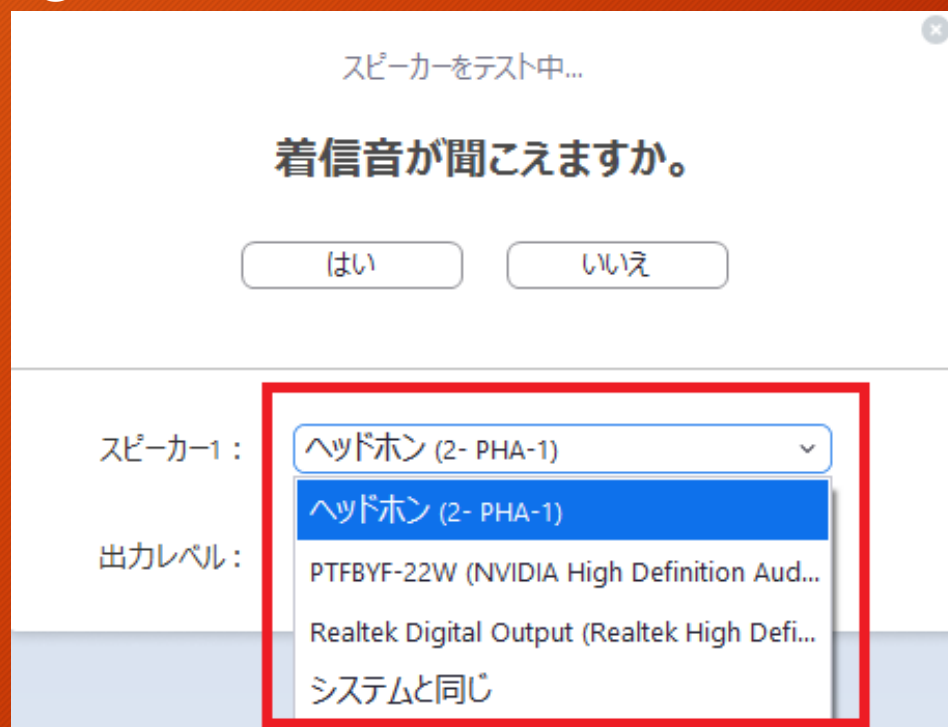 スピーカーをテスト中...
着信音が聞こえますか。
はい
いいえ
スピーカー1：
ヘッドホン (2- PHA-1)
ヘッドホン (2- PHA-1)
出力レベル：
PTFBYF-22W (NVIDIA High Definition Aud...
Realtek Digital Output (Realtek High Defi...
システムと同じ